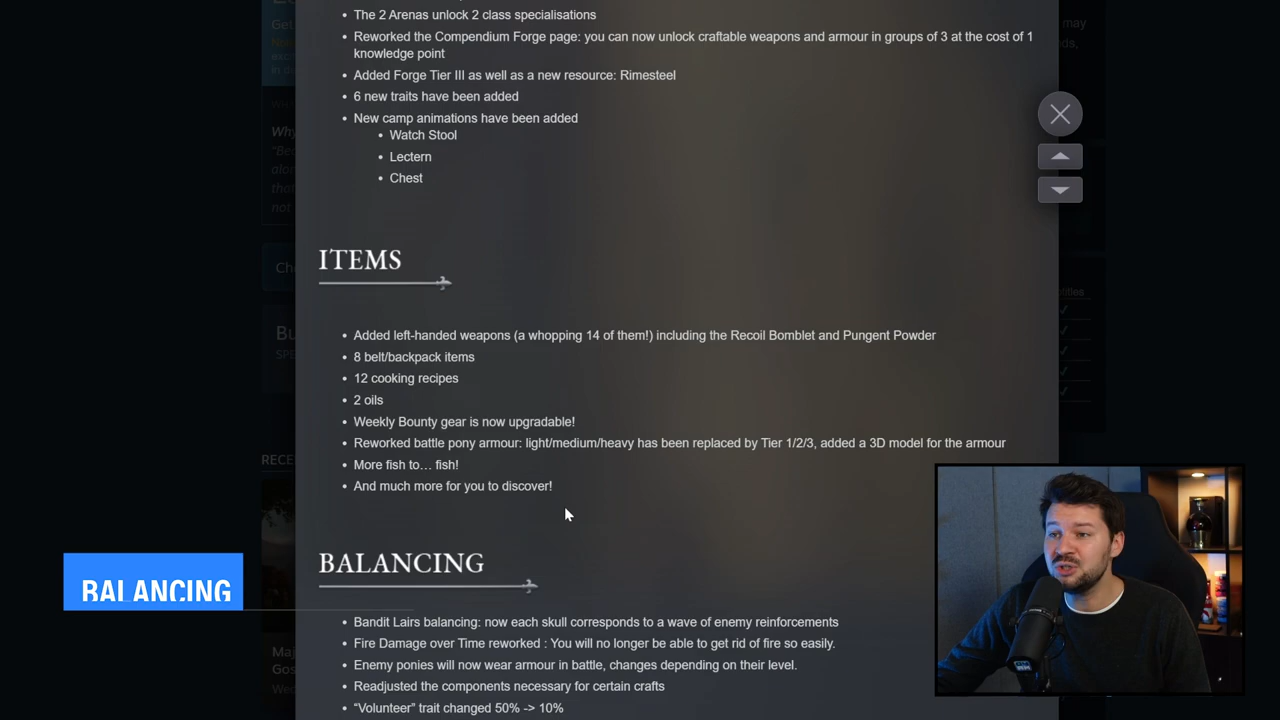 • The 2 Arenas unlock 2 class specialisations
• Reworked the Compendium Forge page: you can now unlock craftable weapons and armour in groups of 3 at the cost of 1
knowledge point
• Added Forge Tier III as well as a new resource: Rimesteel
• 6 new traits have been added
• New camp animations have been added
• Watch Stool
• Lectern
• Chest
ITEMS
• Added left-handed weapons (a whopping 14 of them!) including the Recoil Bomblet and Pungent Powder
• 8 belt/backpack items
• 12 cooking recipes
• 2 oils
• Weekly Bounty gear is now upgradable!
• Reworked battle pony armour: light/medium/heavy has been replaced by Tier 1/2/3, added a 3D model for the armour
• More fish to… fish!
• And much more for you to discover!
BALANCING
BALANCING
• Bandit Lairs balancing: now each skull corresponds to a wave of enemy reinforcements
• Fire Damage over Time reworked : You will no longer be able to get rid of fire so easily.
• Enemy ponies will now wear armour in battle, changes depending on their level.
• Readjusted the components necessary for certain crafts
• “Volunteer” trait changed 50% -> 10%